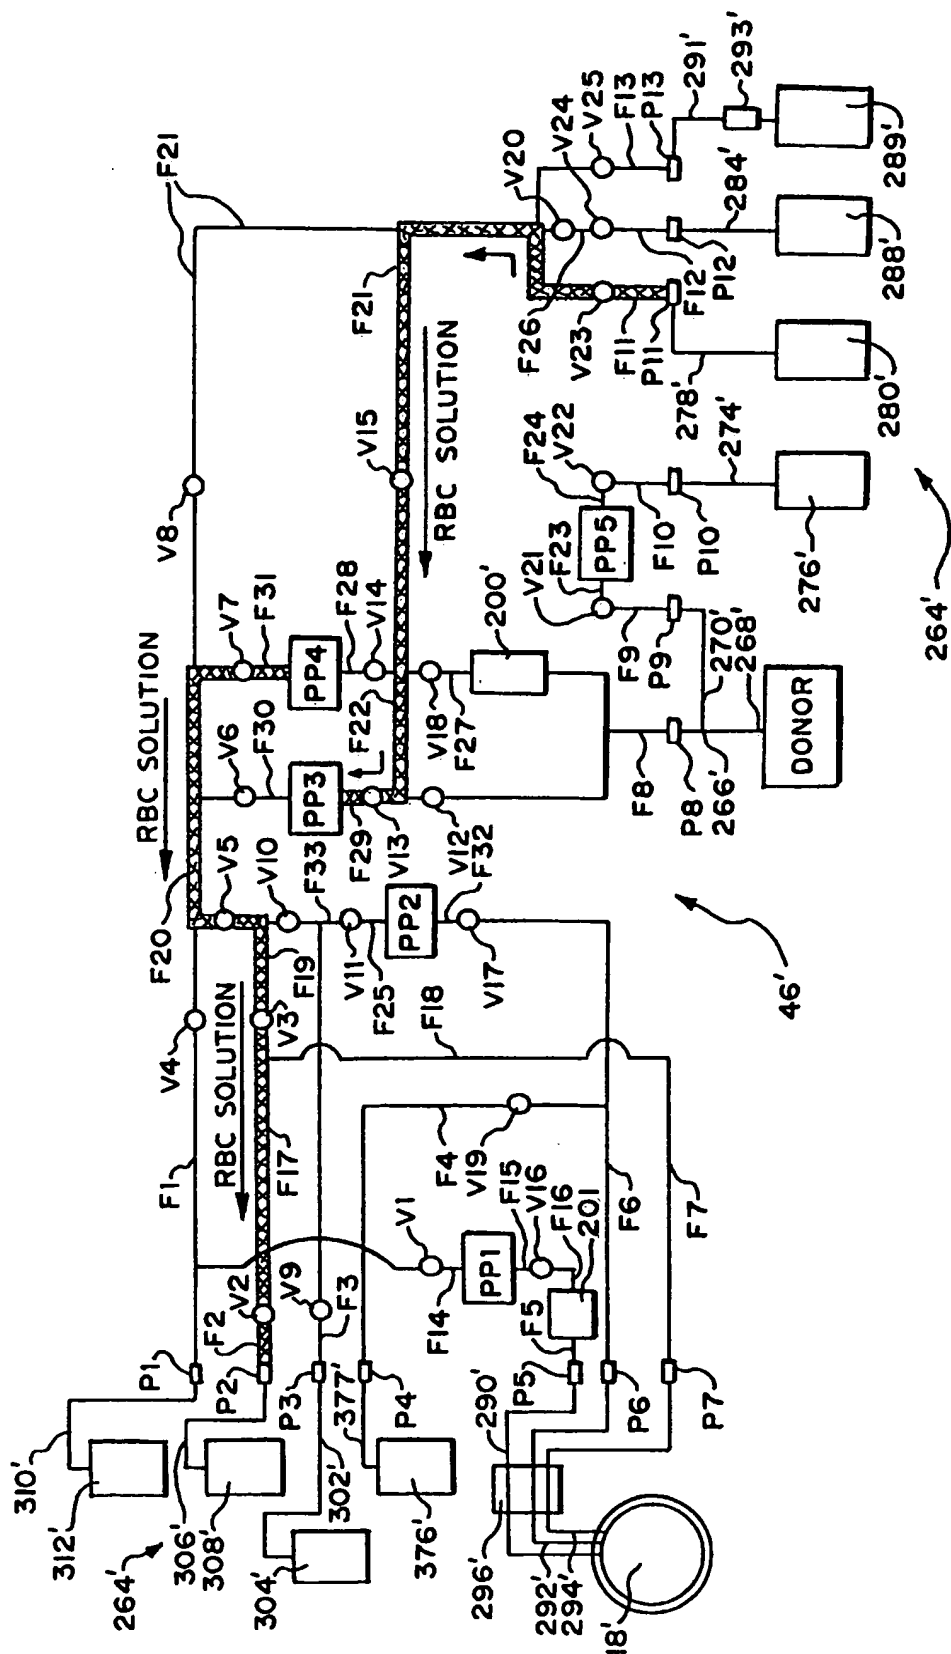 264'
310'
312'
306'
308'
304'
302'
376'
377'
296'
290'
292'
294'
18'
P1
P2
P3
P4
P5
P6
P7
F2
V2
V9
F3
F1
V4
RBC SOLUTION
F17
V3
F19
F20
RBC SOLUTION
V5
V10
F33
V11
F25
PP2
F32
V17
F18
F4
V19
V1
F14
PP1
F15
V16
F16
201
F5
F6
F7
V6
F30
PP3
F29
V13
V12
V7
F31
PP4
F28
V14
F22
V18
F27
200'
V8
F21
F21
V15
RBC SOLUTION
F8
P8
266'
268'
270'
DONOR
F9
P9
V21
F23
PP5
F24
V22
F10
P10
274'
276'
F26
V23
F11
P11
278'
280'
V20
V24
F12
P12
284'
288'
V25
F13
P13
291'
293'
289'
46'
264'